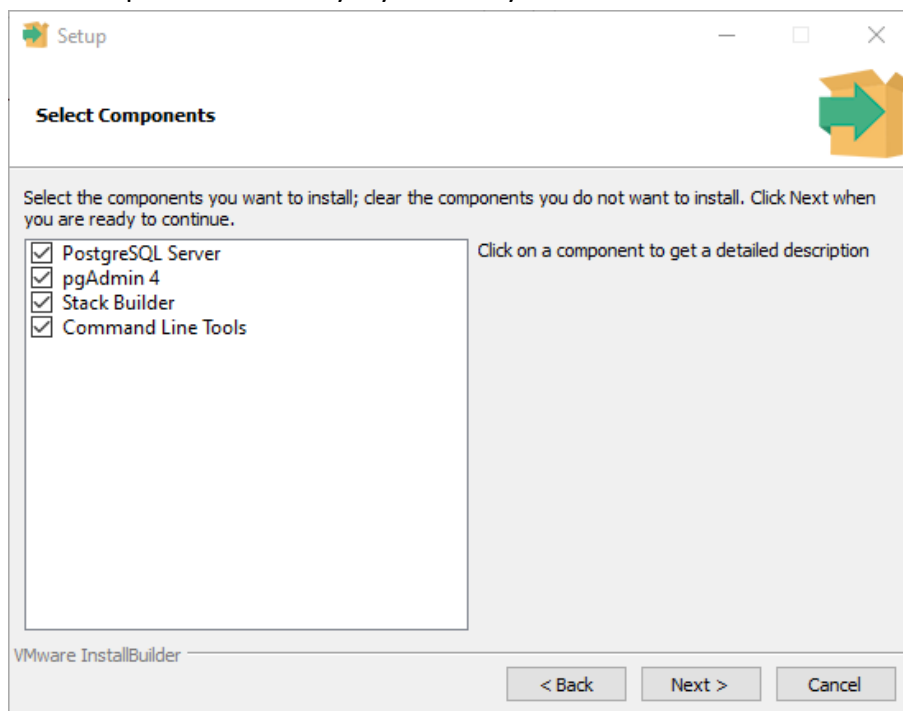 Setup
Select Components
Select the components you want to install; clear the components you do not want to install. Click Next when
you are ready to continue.
PostgreSQL Server
pgAdmin 4
Stack Builder
Command Line Tools
Click on a component to get a detailed description
VMware InstallBuilder
< Back
Next >
Cancel